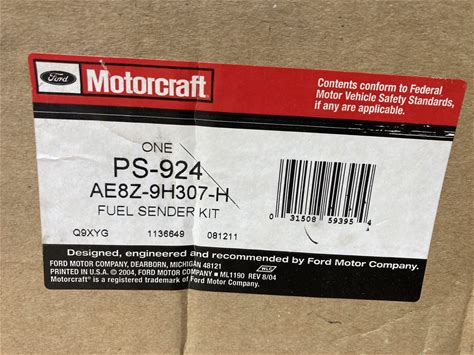 Ford
Motorcraft
Contents conform to Federal
Motor Vehicle Safety Standards,
if any are applicable.
ONE
PS-924
AE8Z-9H307-H
FUEL SENDER KIT
0 31508 59395 4
Q9XYG 1136649 081211
Designed, engineered and recommended by Ford Motor Company.
FORD MOTOR COMPANY, DEARBORN, MICHIGAN 48121
PRINTED IN U.S.A. © 2004, FORD MOTOR COMPANY ■ ML1190 REV 8/04
Motorcraft® is a registered trademark of Ford Motor Company.